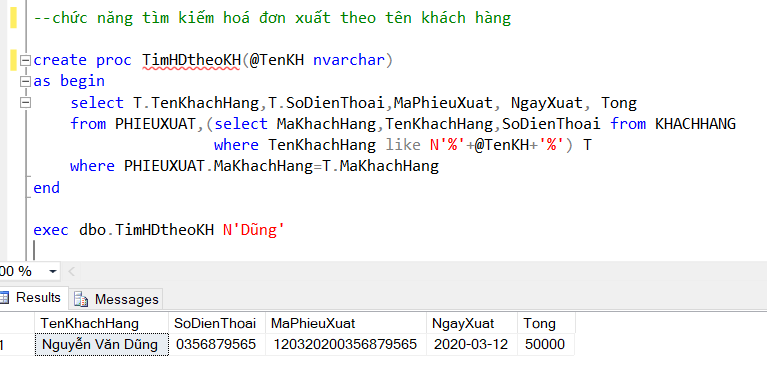 --chức năng tìm kiếm hoá đơn xuất theo tên khách hàng
create proc TimHDtheoKH(@TenKH nvarchar)
as begin
select T.TenKhachHang,T.SoDienThoai,MaPhieuXuat, NgayXuat, Tong
from PHIEUXUAT,(select MaKhachHang,TenKhachHang,SoDienThoai from KHACHHANG
where TenKhachHang like N'%'+@TenKH+'%') T
where PHIEUXUAT.MaKhachHang=T.MaKhachHang
end
exec dbo.TimHDtheoKH N'Dũng'
00 %
Results Messages
TenKhachHang SoDienThoai MaPhieuXuat NgayXuat Tong
1 Nguyễn Văn Dũng 0356879565 120320200356879565 2020-03-12 50000